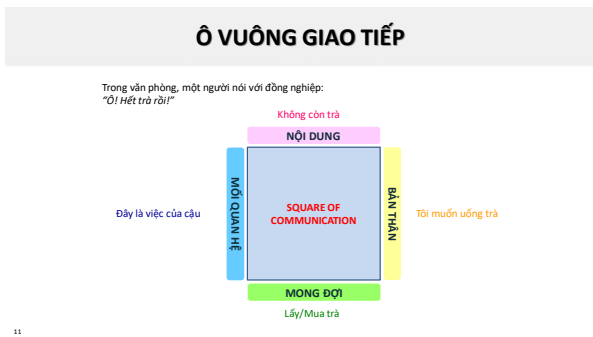 Ô VUÔNG GIAO TIẾP
Trong văn phòng, một người nói với đồng nghiệp:
“Ô! Hết trà rồi!”
Không còn trà
NỘI DUNG
MỐI QUAN HỆ
Đây là việc của cậu
SQUARE OF
COMMUNICATION
BẢN THÂN
Tôi muốn uống trà
MONG ĐỢI
Lấy/Mua trà
11